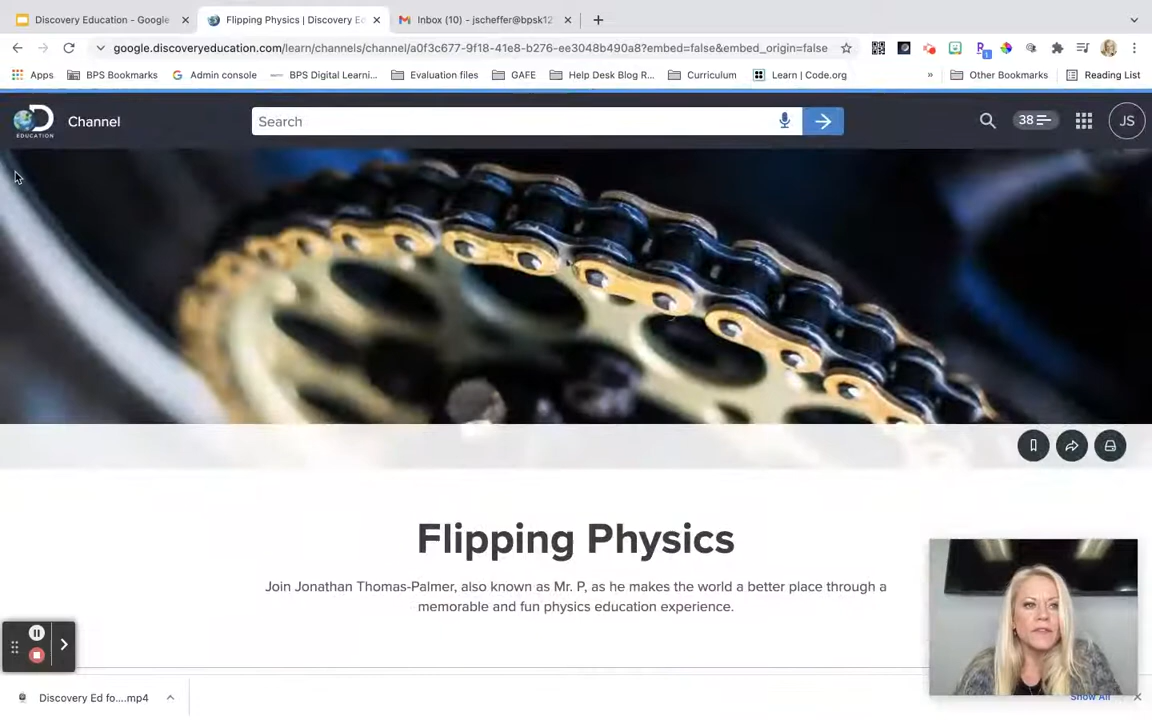 Discovery Education - Google
Flipping Physics | Discovery Ed
Inbox (10) - jscheffer@bpsk12
google.discoveryeducation.com/learn/channels/channel/a0f3c677-9f18-41e8-b276-ee3048b490a8?embed=false&embed_origin=false
Apps BPS Bookmarks Admin console BPS Digital Learni... Evaluation files GAFE Help Desk Blog R... Curriculum Learn | Code.org » Other Bookmarks Reading List
EDUCATION Channel Search 38 JS
Flipping Physics
Join Jonathan Thomas-Palmer, also known as Mr. P, as he makes the world a better place through a
memorable and fun physics education experience.
Discovery Ed fo....mp4 Show All